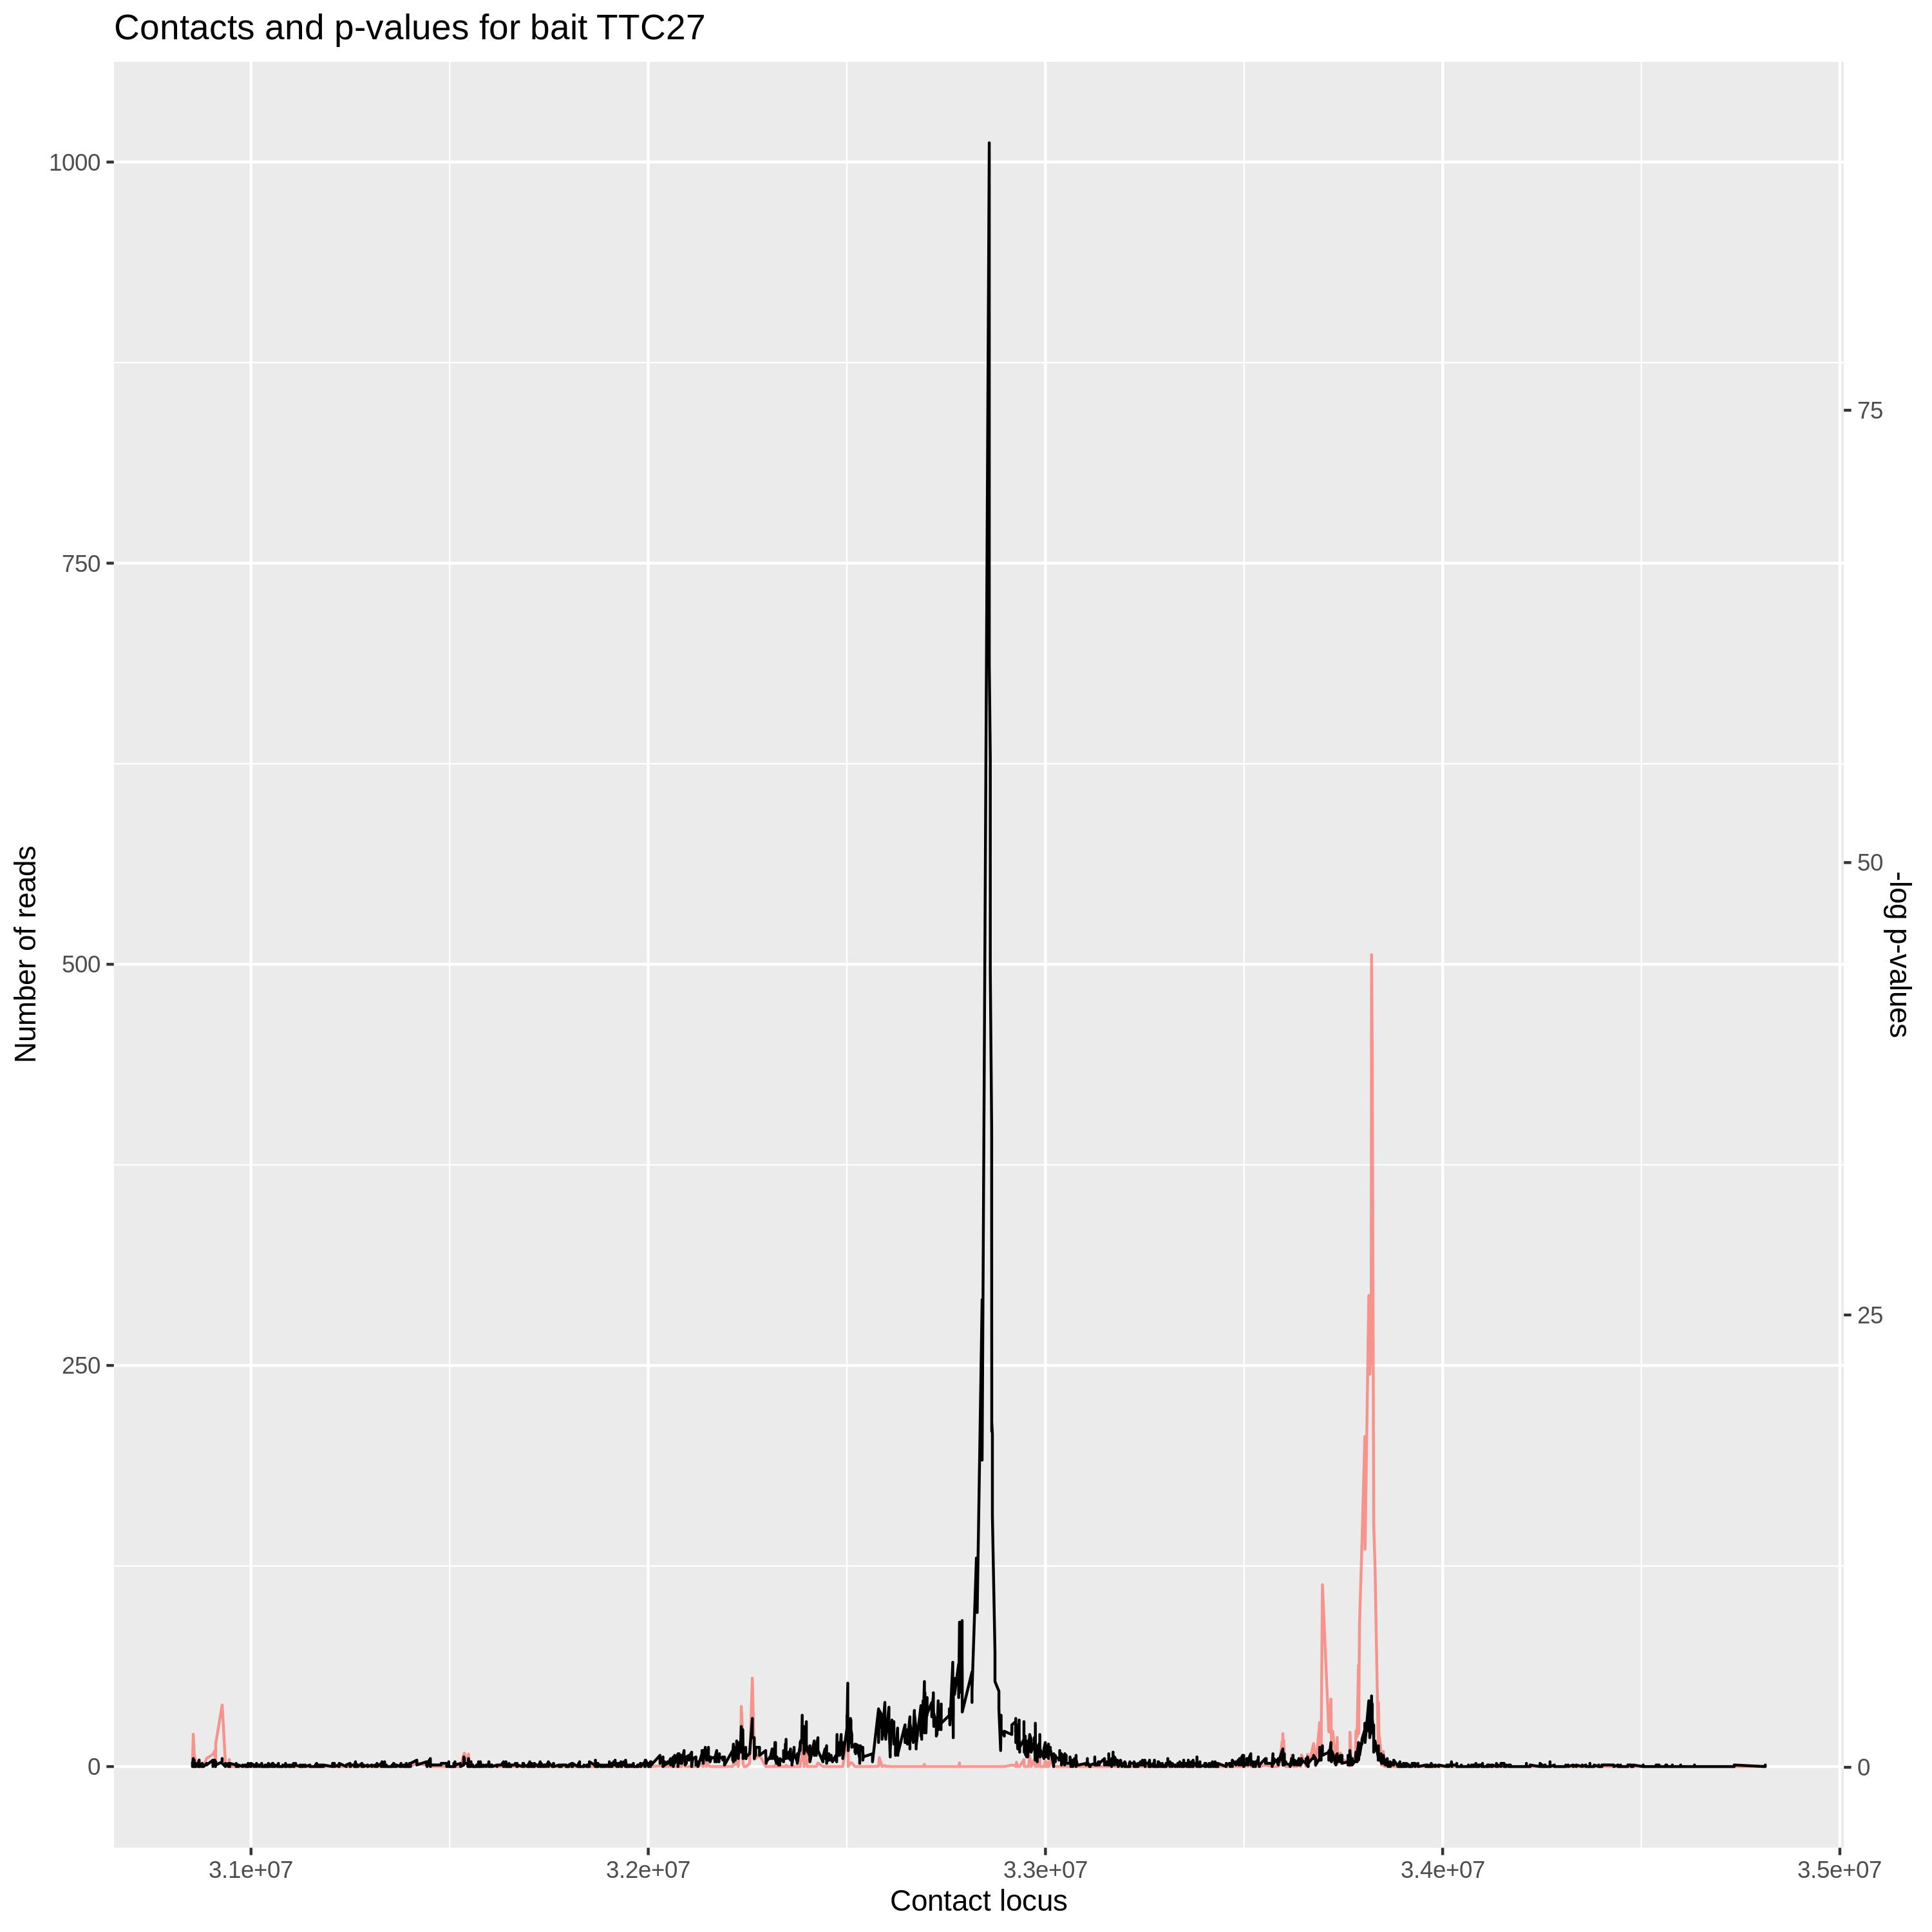 Contacts and p-values for bait TTC27
1000
750
500
250
0
Number of reads
75
50
25
0
-log p-values
3.1e+07
3.2e+07
3.3e+07
3.4e+07
3.5e+07
Contact locus